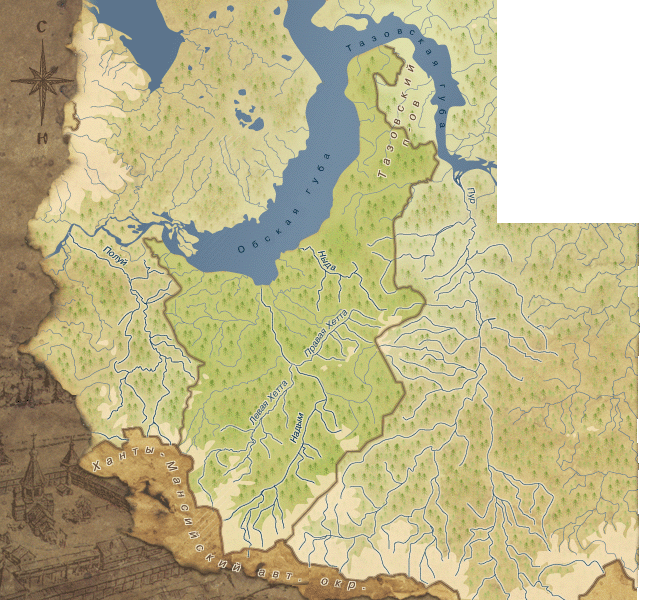 С
Ю
Тазовская губа
Тазовский
п-ов
Пур
Обская губа
Полуй
Ныда
Правая Хетта
Левая Хетта
Надым
Ханты-Мансийский авт. окр.